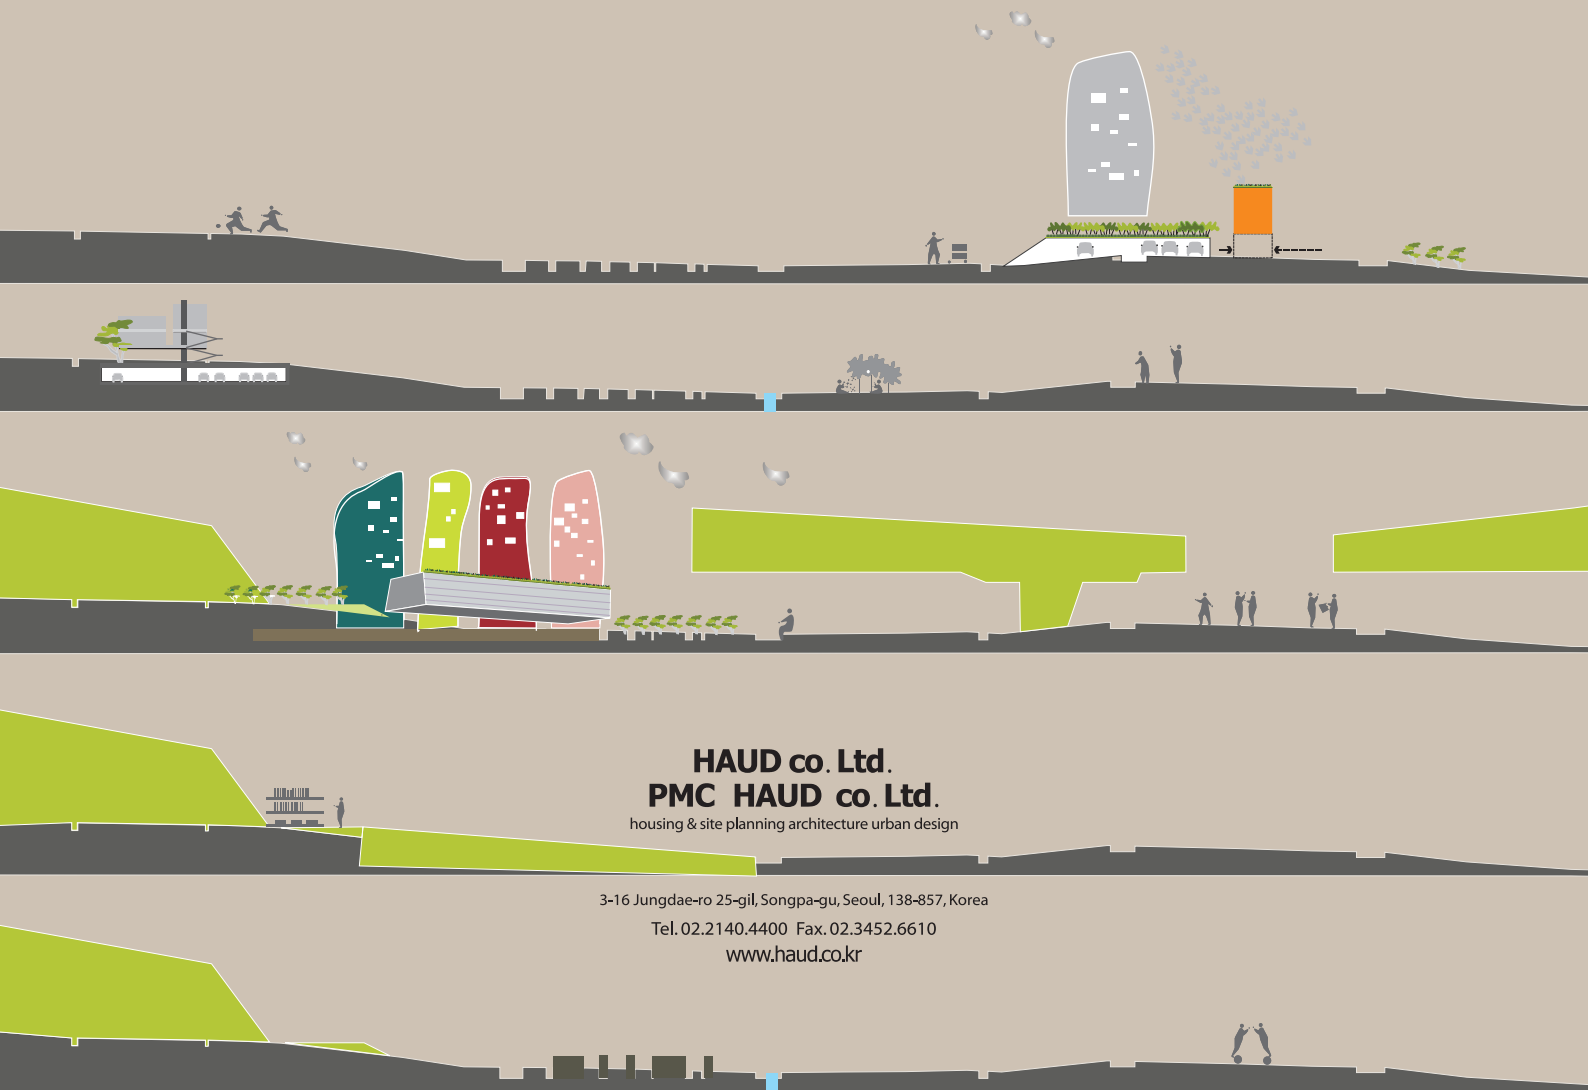 HAUD co. Ltd.
PMC HAUD co. Ltd.
housing & site planning architecture urban design
3-16 Jungdae-ro 25-gil, Songpa-gu, Seoul, 138-857, Korea
Tel. 02.2140.4400 Fax. 02.3452.6610
www.haud.co.kr